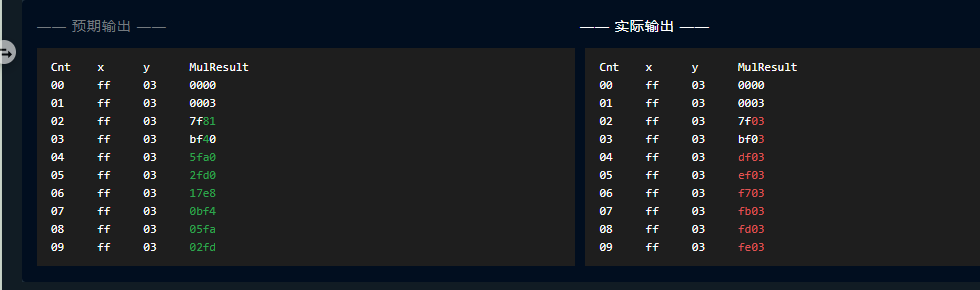 —— 预期输出 ——
Cnt x y MulResult
00 ff 03 0000
01 ff 03 0003
02 ff 03 7f81
03 ff 03 bf40
04 ff 03 5fa0
05 ff 03 2fd0
06 ff 03 17e8
07 ff 03 0bf4
08 ff 03 05fa
09 ff 03 02fd
—— 实际输出 ——
Cnt x y MulResult
00 ff 03 0000
01 ff 03 0003
02 ff 03 7f03
03 ff 03 bf03
04 ff 03 df03
05 ff 03 ef03
06 ff 03 f703
07 ff 03 fb03
08 ff 03 fd03
09 ff 03 fe03